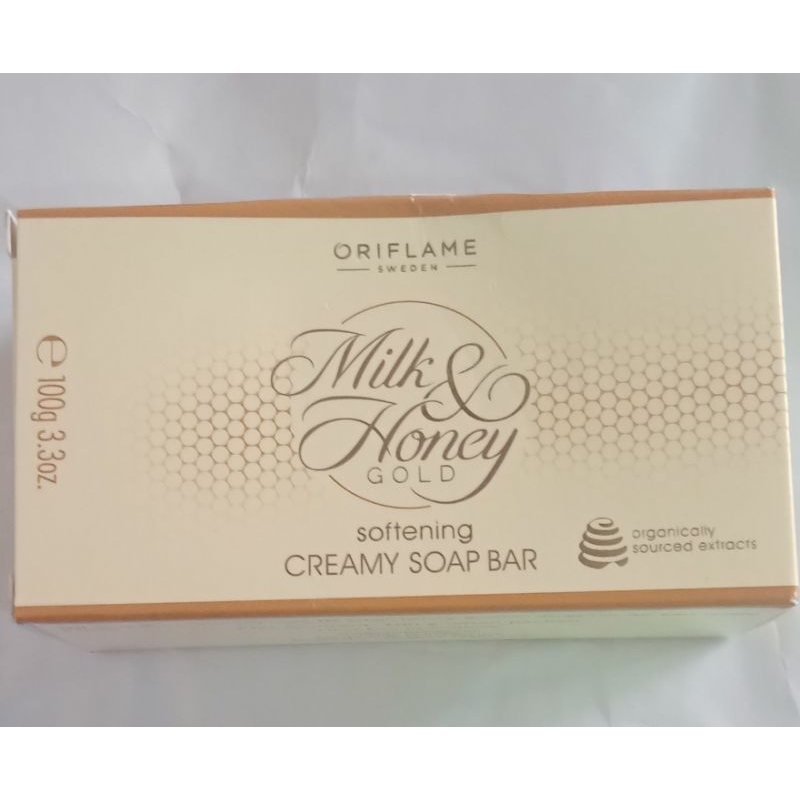 ORIFLAME
SWEDEN
Milk &
Honey
GOLD
softening
CREAMY SOAP BAR
organically
sourced extracts
℮ 100g 3.3oz.